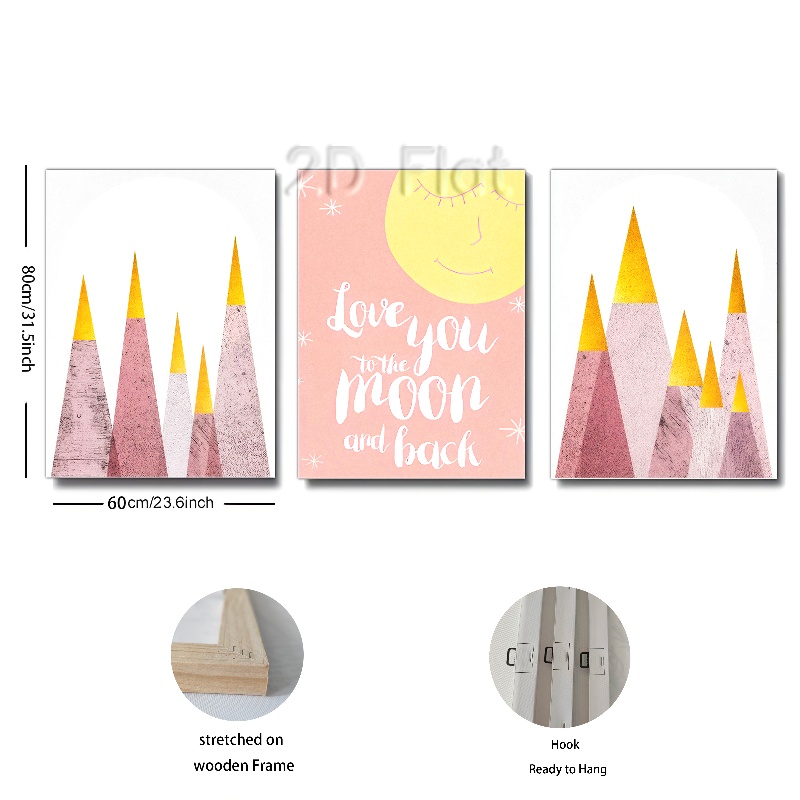 2D Flat
80cm/31.5inch
Love you
to the
moon
and back
60cm/23.6inch
stretched on
wooden Frame
Hook
Ready to Hang